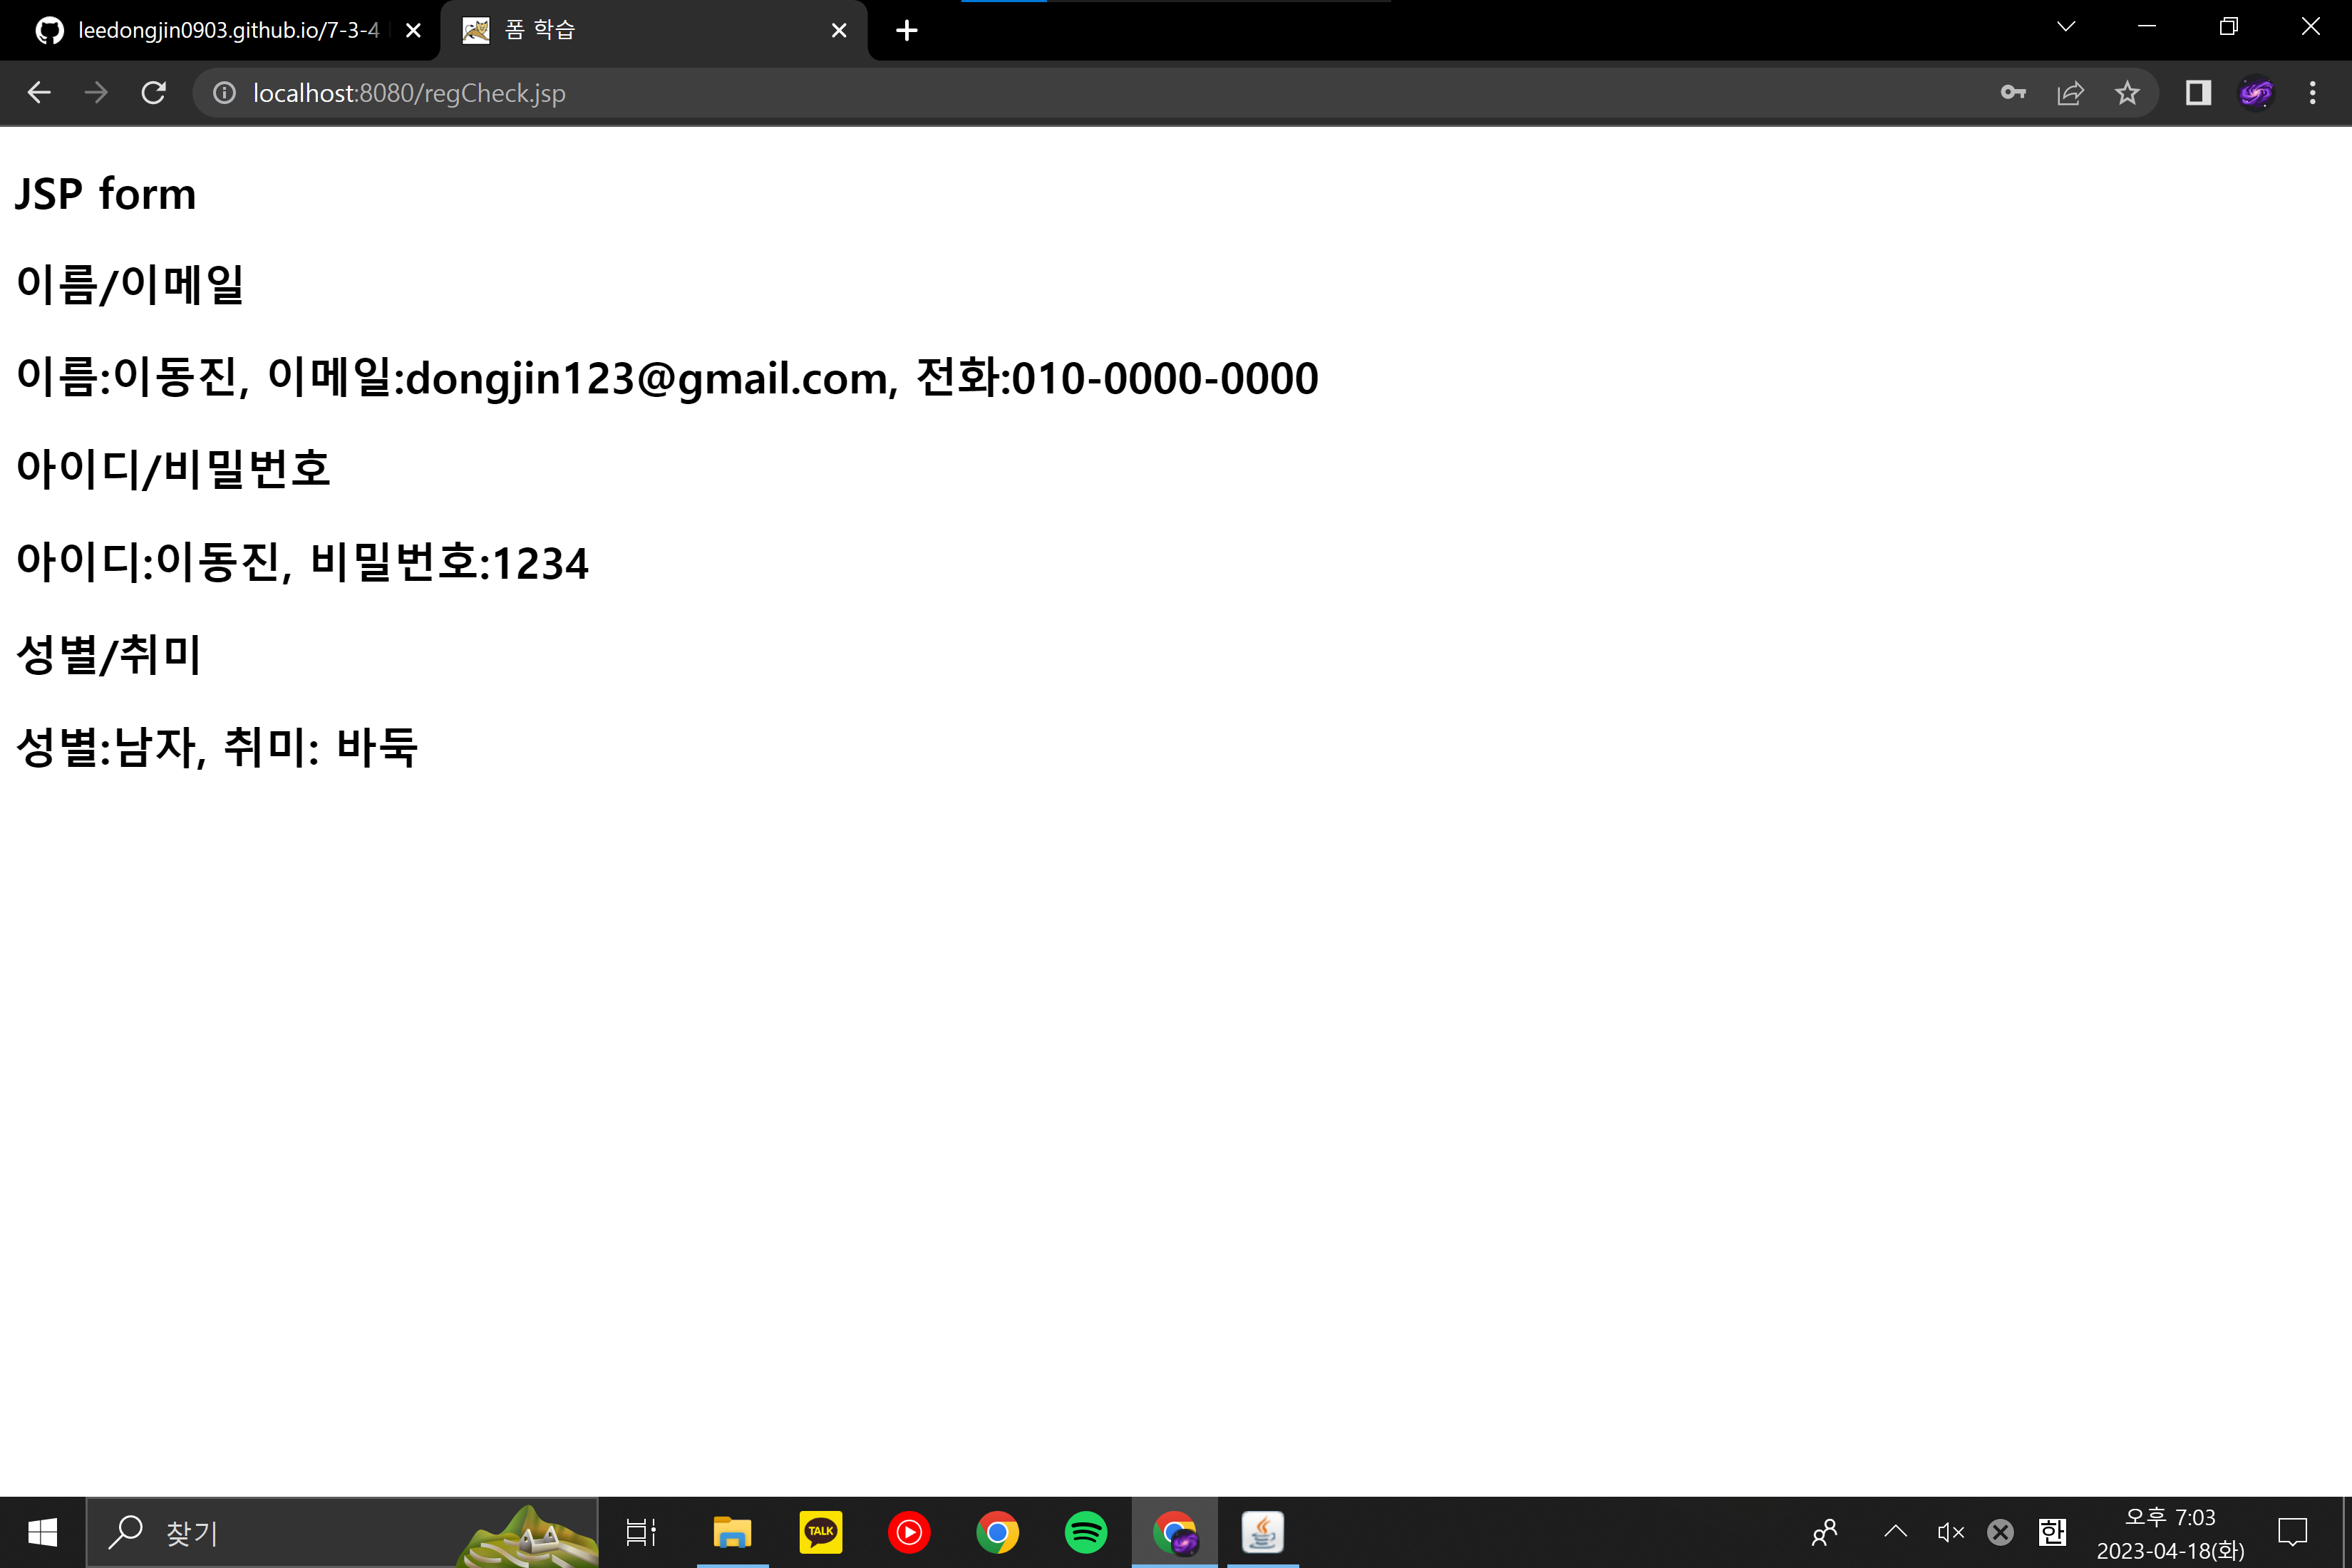 leedongjin0903.github.io/7-3-4
폼 학습
localhost:8080/regCheck.jsp
JSP form
이름/이메일
이름:이동진, 이메일:dongjin123@gmail.com, 전화:010-0000-0000
아이디/비밀번호
아이디:이동진, 비밀번호:1234
성별/취미
성별:남자, 취미: 바둑
찾기
TALK
한
오후 7:03
2023-04-18(화)